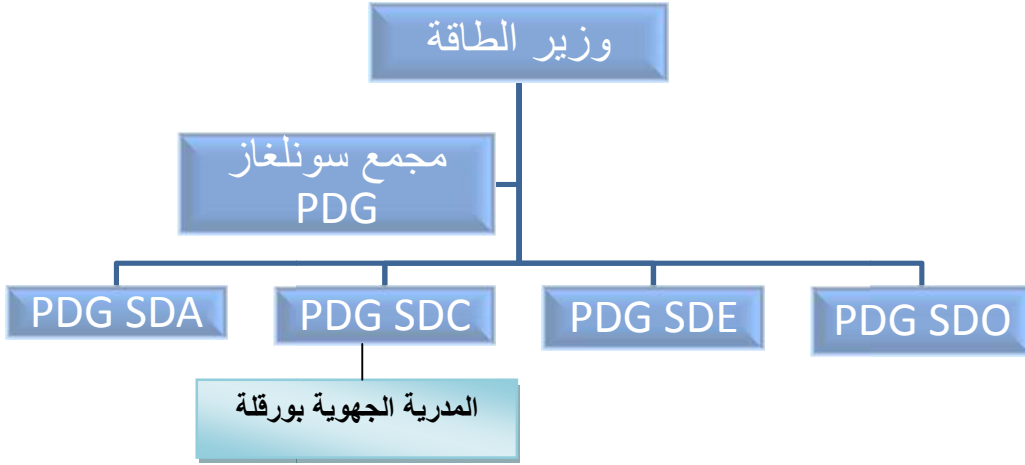 وزير الطاقة
مجمع سونلغاز
PDG
PDG SDA
PDG SDC
PDG SDE
PDG SDO
المدرية الجهوية بورقلة